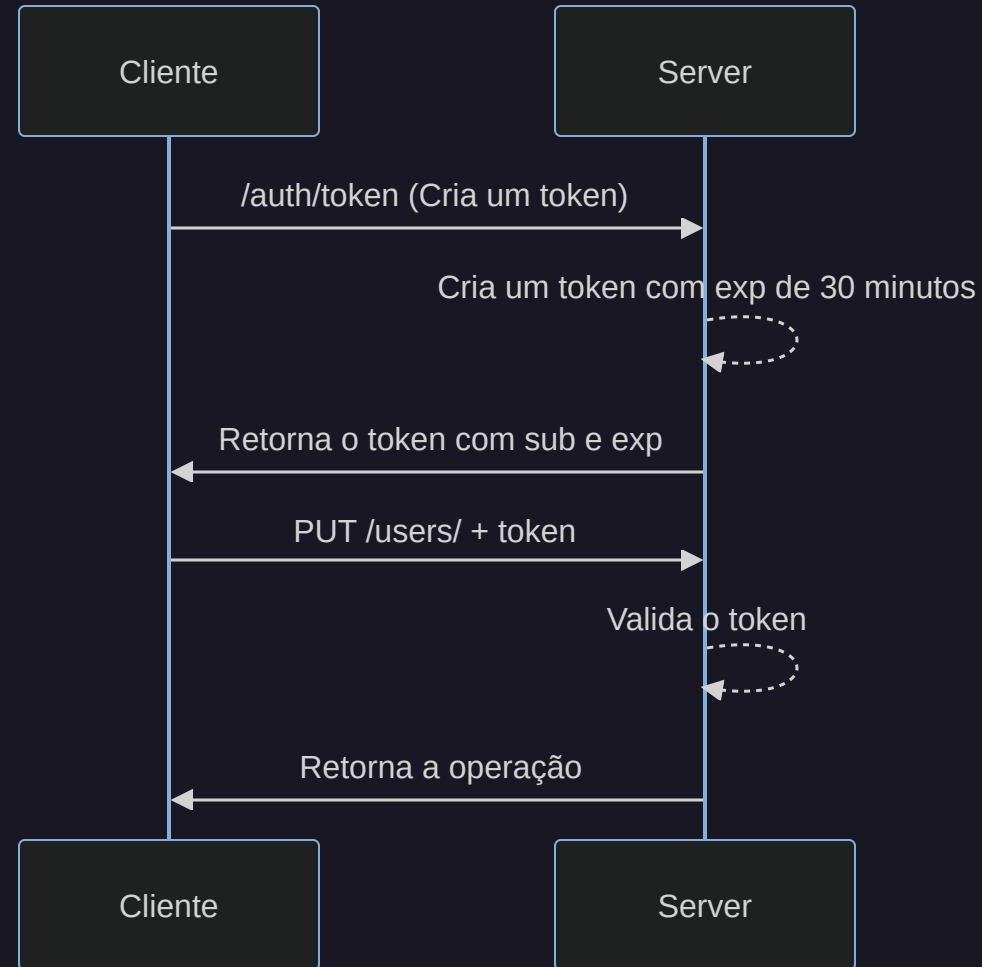 Cliente
Server
/auth/token (Cria um token)
Cria um token com exp de 30 minutos
Retorna o token com sub e exp
PUT /users/ + token
Valida o token
Retorna a operação
Cliente
Server